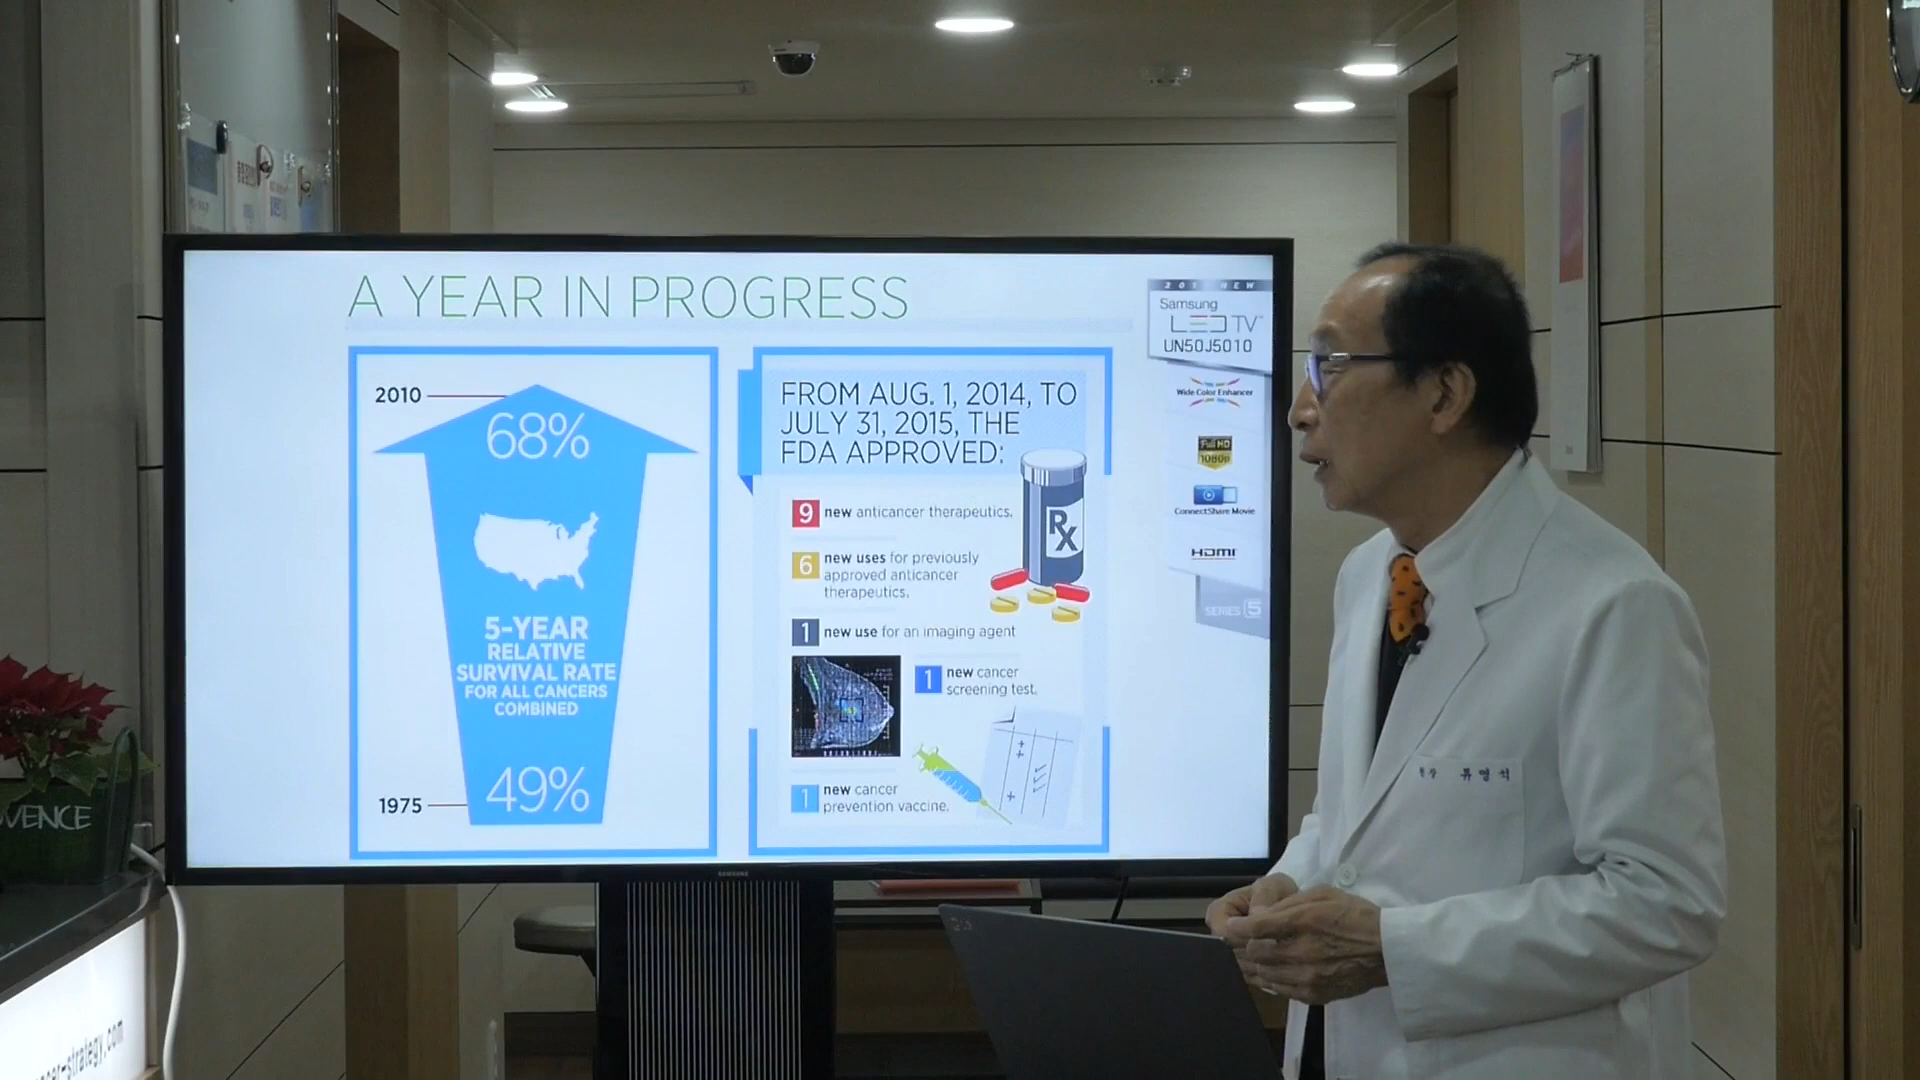 A YEAR IN PROGRESS
2010
68%
5-YEAR
RELATIVE
SURVIVAL RATE
FOR ALL CANCERS
COMBINED
1975
49%
FROM AUG. 1, 2014, TO
JULY 31, 2015, THE
FDA APPROVED:
9 new anticancer therapeutics.
6 new uses for previously
approved anticancer
therapeutics.
1 new use for an imaging agent
1 new cancer
screening test.
1 new cancer
prevention vaccine.
Rx
NEW
Samsung
LED TV
UN50J5010
Wide Color Enhancer
Full HD
1080p
ConnectShare Movie
HDMI
SERIES 5
SAMSUNG
원장 류영석
VENCE
cer-strategy.com